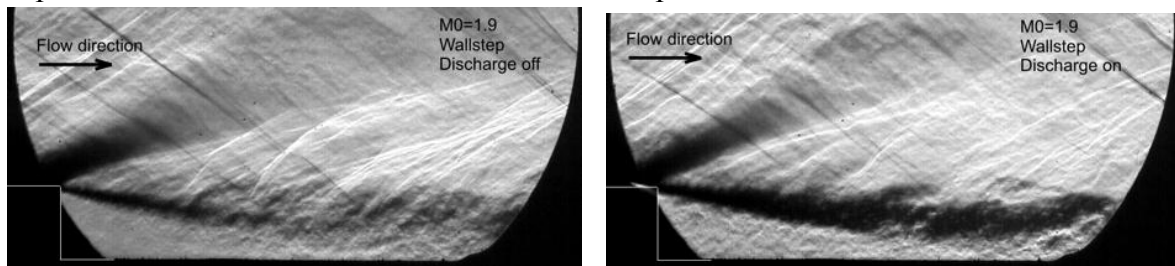 Flow direction
M0=1.9
Wallstep
Discharge off
Flow direction
M0=1.9
Wallstep
Discharge on